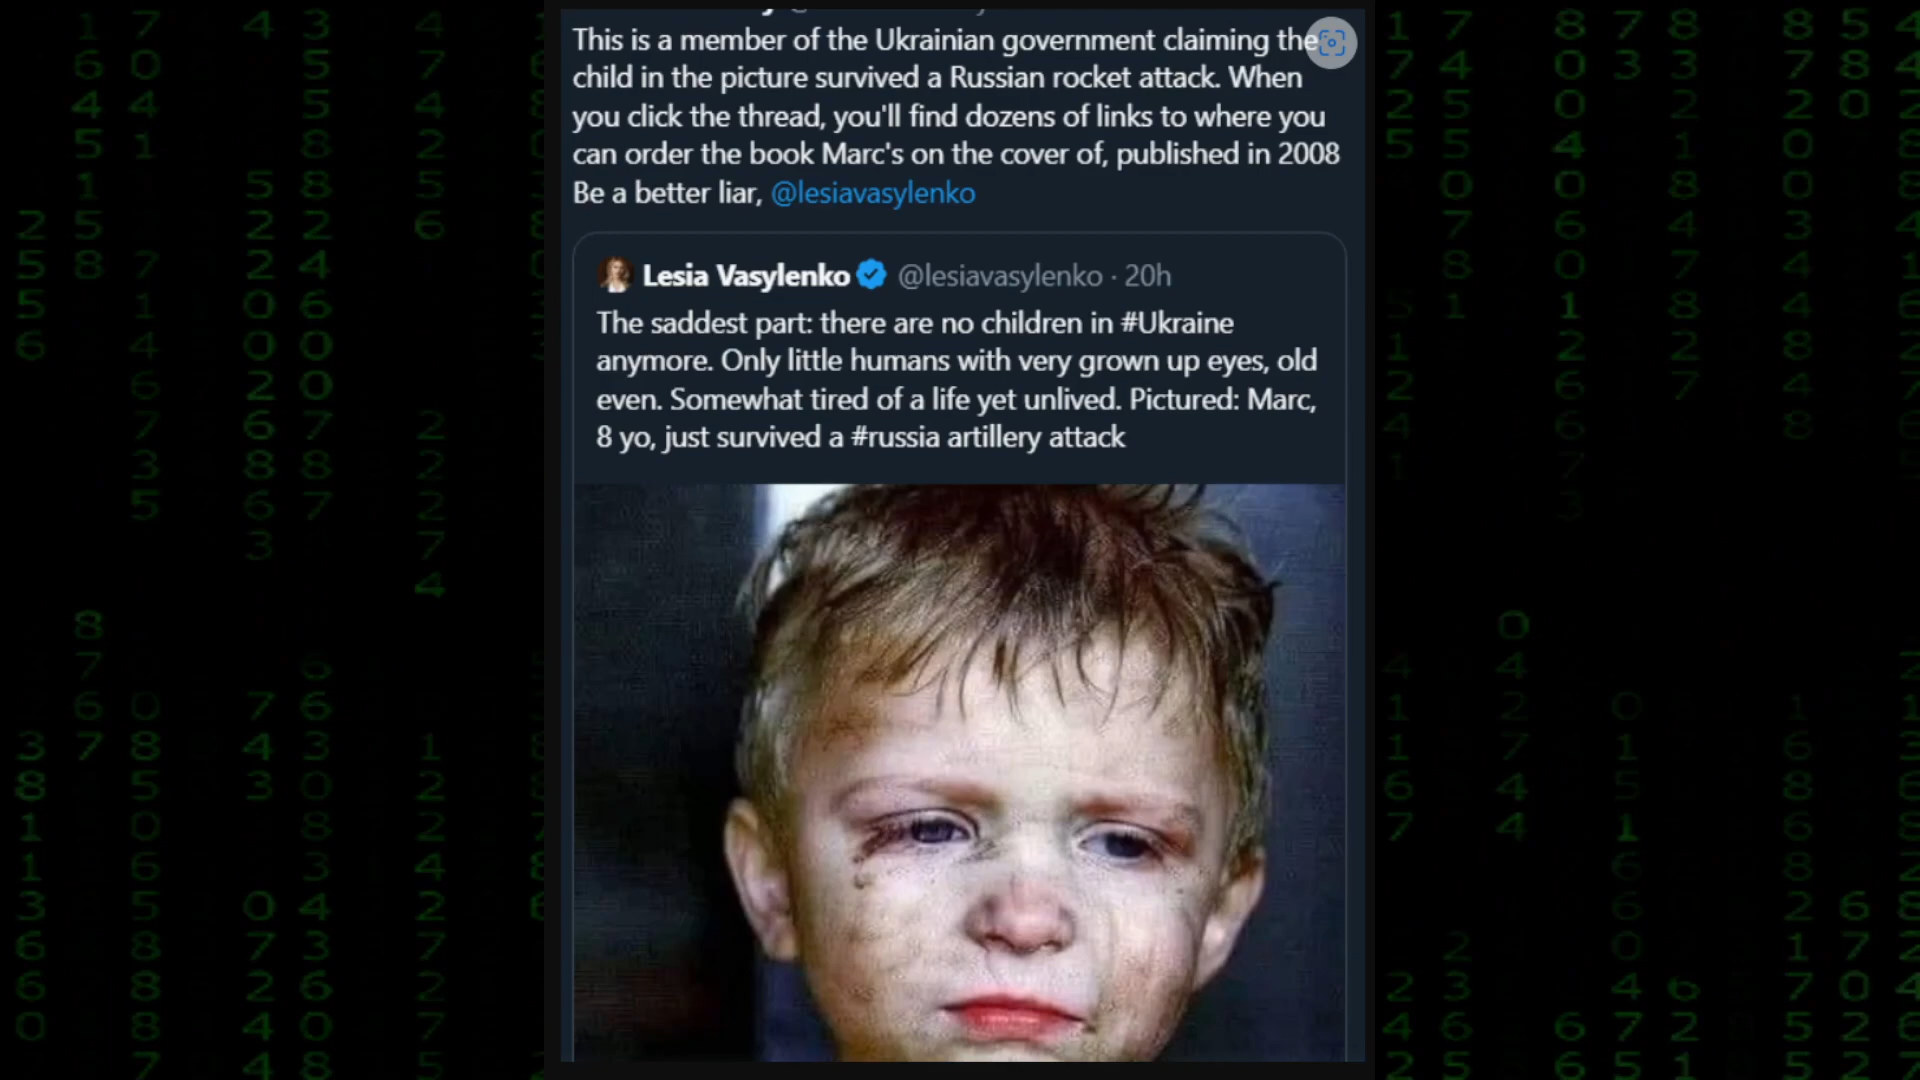 This is a member of the Ukrainian government claiming the
child in the picture survived a Russian rocket attack. When
you click the thread, you'll find dozens of links to where you
can order the book Marc's on the cover of, published in 2008
Be a better liar, @lesiavasylenko
Lesia Vasylenko @lesiavasylenko · 20h
The saddest part: there are no children in #Ukraine
anymore. Only little humans with very grown up eyes, old
even. Somewhat tired of a life yet unlived. Pictured: Marc,
8 yo, just survived a #russia artillery attack